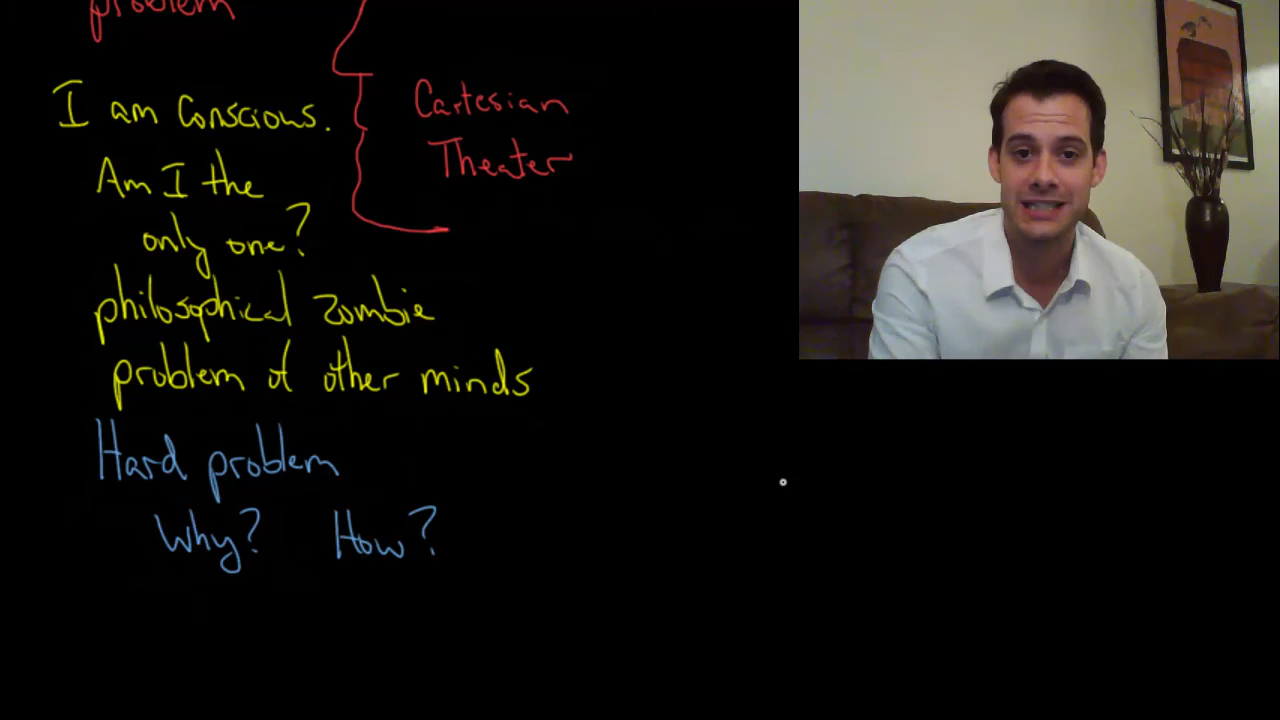 problem
Cartesian
Theater
I am Conscious.
Am I the
only one?
philosophical zombie
problem of other minds
Hard problem
Why? How?